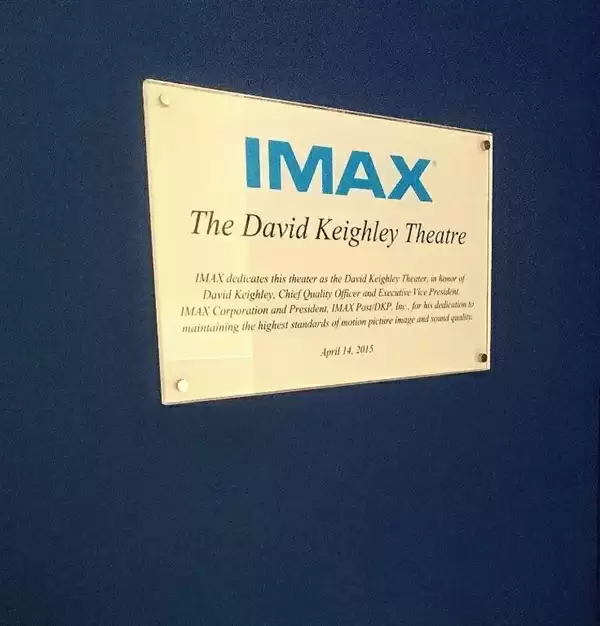 IMAX®
The David Keighley Theatre
IMAX dedicates this theater as the David Keighley Theater, in honor of
David Keighley, Chief Quality Officer and Executive Vice President,
IMAX Corporation and President, IMAX Post/DKP, Inc., for his dedication to
maintaining the highest standards of motion picture image and sound quality.
April 14, 2015